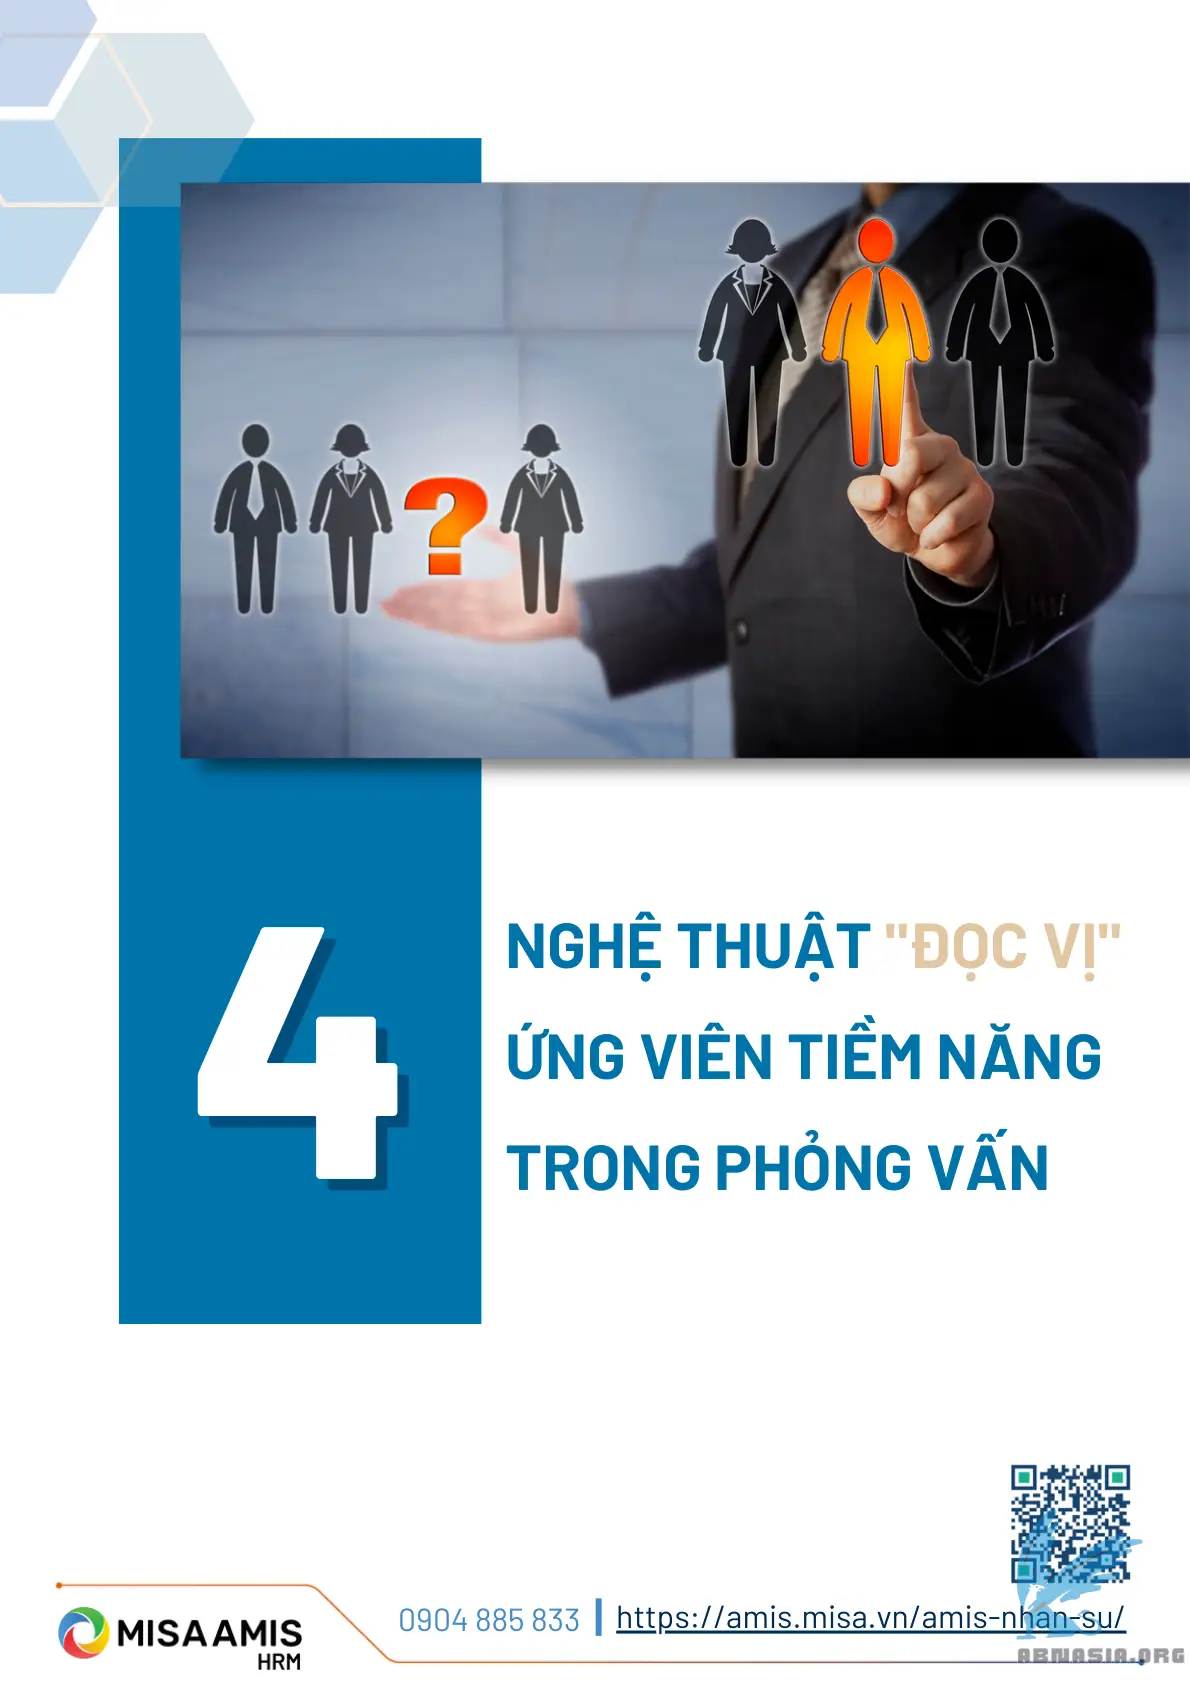 4
NGHỆ THUẬT "ĐỌC VỊ"
ỨNG VIÊN TIỀM NĂNG
TRONG PHỎNG VẤN
?
MISA AMIS
HRM
0904 885 833
https://amis.misa.vn/amis-nhan-su/
ABNASIA.ORG